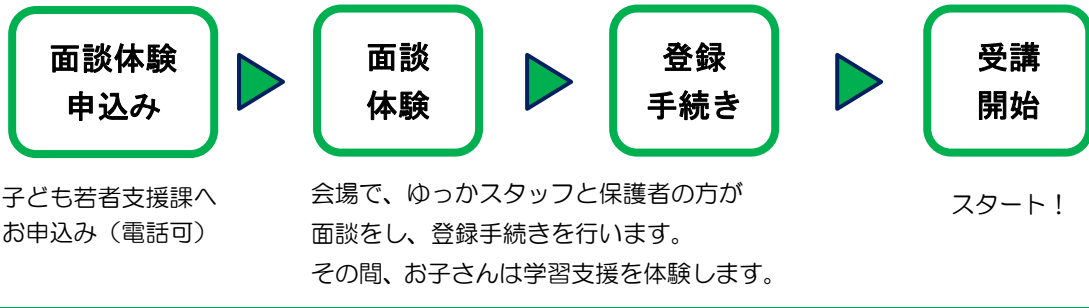 面談体験
申込み
面談
体験
登録
手続き
受講
開始
子ども若者支援課へ
お申込み（電話可）
会場で、ゆっかスタッフと保護者の方が
面談をし、登録手続きを行います。
その間、お子さんは学習支援を体験します。
スタート！